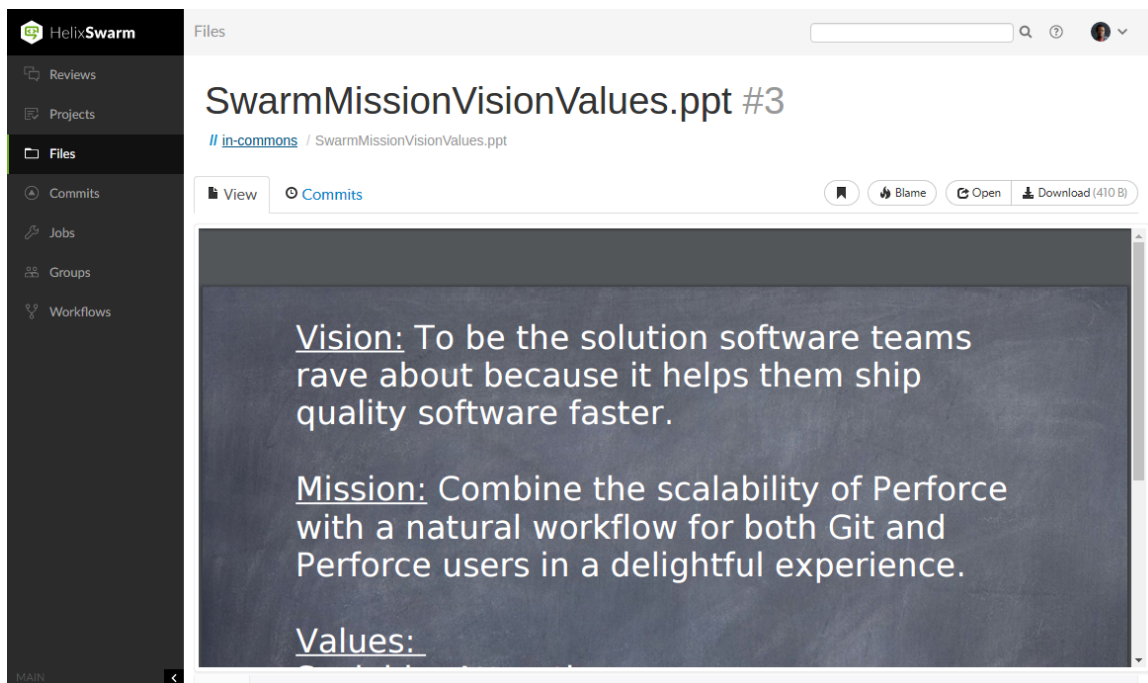 HelixSwarm
Files
Reviews
Projects
Files
Commits
Jobs
Groups
Workflows
MAIN
SwarmMissionVisionValues.ppt #3
// in-commons / SwarmMissionVisionValues.ppt
View
Commits
Blame
Open
Download (410 B)
Vision: To be the solution software teams
rave about because it helps them ship
quality software faster.
Mission: Combine the scalability of Perforce
with a natural workflow for both Git and
Perforce users in a delightful experience.
Values: